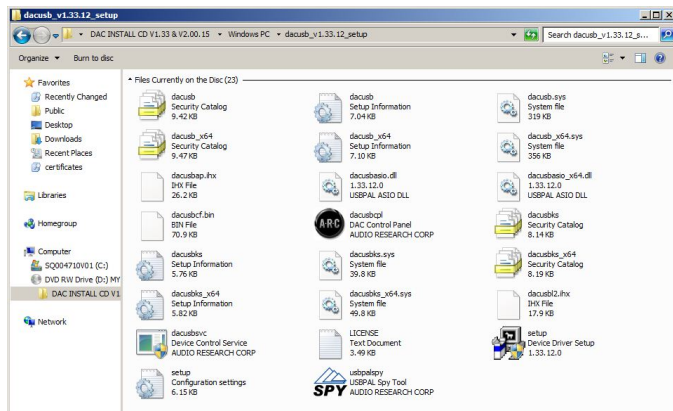 dacusb_v1.33.12_setup
DAC INSTALL CD V1.33 & V2.00.15 Windows PC dacusb_v1.33.12_setup
Search dacusb_v1.33.12_s...
Organize Burn to disc
Favorites
Recently Changed
Public
Desktop
Downloads
Recent Places
certificates
Libraries
Homegroup
Computer
SQ004710V01 (C:)
DVD RW Drive (D:) MY
DAC INSTALL CD V1
Network
Files Currently on the Disc (23)
dacusb
Security Catalog
9.42 KB
dacusb
Setup Information
7.04 KB
dacusb.sys
System file
319 KB
dacusb_x64
Security Catalog
9.47 KB
dacusb_x64
Setup Information
7.10 KB
dacusb_x64.sys
System file
356 KB
dacusbap.ihx
IHX File
26.2 KB
dacusbasio.dll
1.33.12.0
USBPAL ASIO DLL
dacusbasio_x64.dll
1.33.12.0
USBPAL ASIO DLL
dacusbcf.bin
BIN File
70.9 KB
ARC
dacusbcpl
DAC Control Panel
AUDIO RESEARCH CORP
dacusbks
Security Catalog
8.14 KB
dacusbks
Setup Information
5.76 KB
dacusbks.sys
System file
39.8 KB
dacusbks_x64
Security Catalog
8.19 KB
dacusbks_x64
Setup Information
5.82 KB
dacusbks_x64.sys
System file
49.8 KB
dacusbl2.ihx
IHX File
17.9 KB
dacusbsvc
Device Control Service
AUDIO RESEARCH CORP
LICENSE
Text Document
3.49 KB
setup
Device Driver Setup
1.33.12.0
setup
Configuration settings
6.15 KB
SPY
usbpalspy
USBPAL Spy Tool
AUDIO RESEARCH CORP